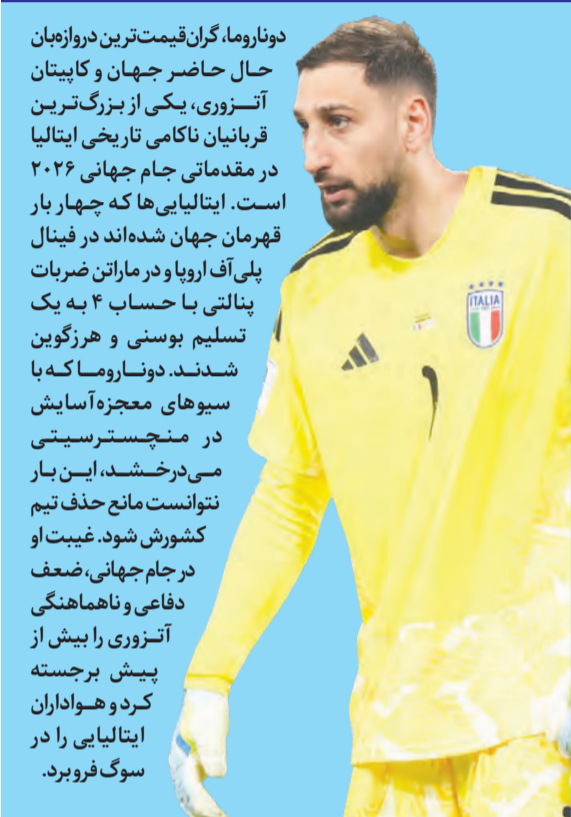 دوناروما، گران‌قیمت‌ترین دروازه‌بان
حال حاضر جهان و کاپیتان
آتـزوری، یکی از بزرگ‌ترین
قربانیان ناکامی تاریخی ایتالیا
در مقدماتی جام جهانی ۲۰۲۶
است. ایتالیایی‌ها که چهار بار
قهرمان جهان شده‌اند در فینال
پلی‌آف اروپا و در ماراتن ضربات
پنالتی با حساب ۴ به یک
تسلیم بوسنی و هرزگوین
شدند. دوناروما که با
سیوهای معجزه‌آسایش
در منچسترسیتی
می‌درخشد، این بار
نتوانست مانع حذف تیم
کشورش شود. غیبت او
در جام جهانی، ضعف
دفاعی و ناهماهنگی
آتزوری را بیش از
پیش برجسته
کرد و هواداران
ایتالیایی را در
سوگ فرو برد.
ITALIA
1